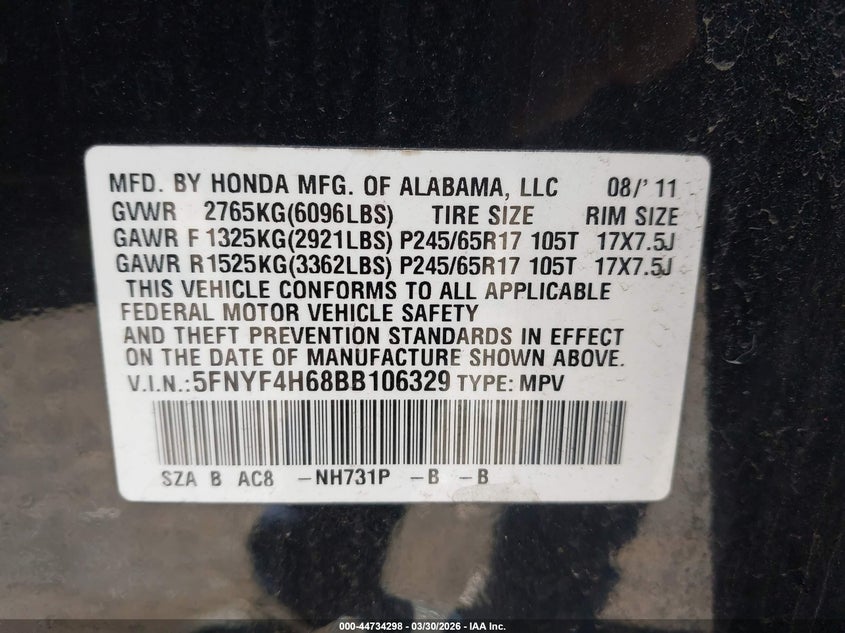 MFD. BY HONDA MFG. OF ALABAMA, LLC 08/'11
GVWR 2765KG(6096LBS) TIRE SIZE RIM SIZE
GAWR F 1325KG(2921LBS) P245/65R17 105T 17X7.5J
GAWR R 1525KG(3362LBS) P245/65R17 105T 17X7.5J
THIS VEHICLE CONFORMS TO ALL APPLICABLE
FEDERAL MOTOR VEHICLE SAFETY
AND THEFT PREVENTION STANDARDS IN EFFECT
ON THE DATE OF MANUFACTURE SHOWN ABOVE.
V.I.N.:5FNYF4H68BB106329 TYPE: MPV
SZA B AC8 -NH731P -B -B
000-44734298 - 03/30/2026 - IAA Inc.